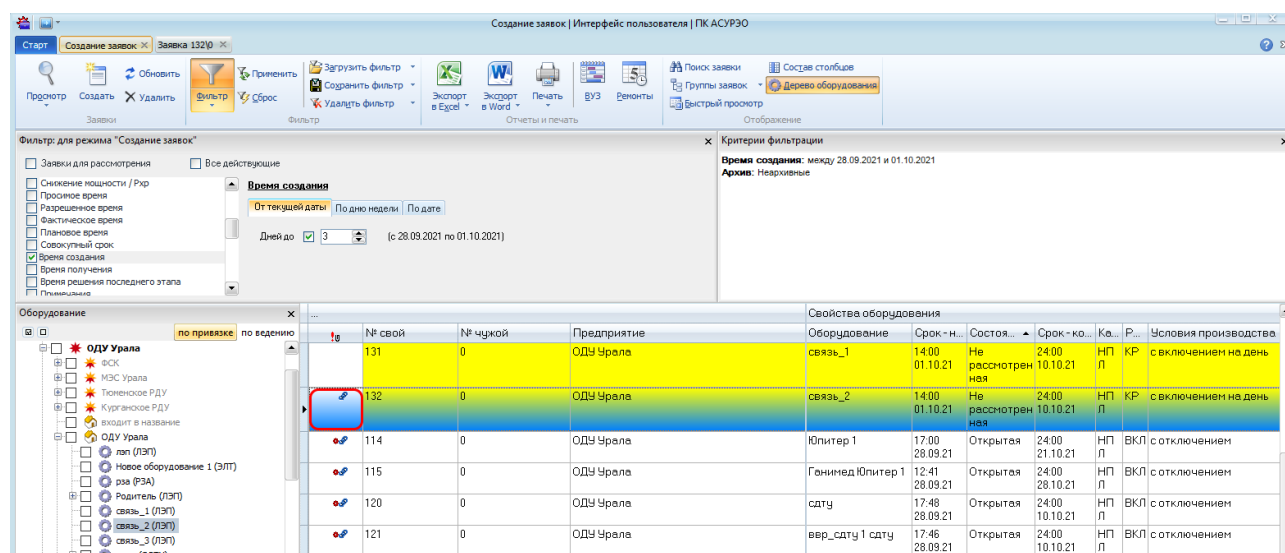 Создание заявок | Интерфейс пользователя | ПК АСУРЭО
Старт Создание заявок Заявка 132\0
Просмотр Создать Обновить Удалить
Заявки
Фильтр Применить Сброс Загрузить фильтр Сохранить фильтр Удалить фильтр
Фильтр
Экспорт в Excel Экспорт в Word Печать ВУЗ Ремонты
Отчеты и печать
Поиск заявки Группы заявок Быстрый просмотр Состав столбцов Дерево оборудования
Отображение
Фильтр: для режима "Создание заявок"
Заявки для рассмотрения Все действующие
Снижение мощности / Рхр
Просимое время
Разрешенное время
Фактическое время
Плановое время
Совокупный срок
Время создания
Время получения
Время решения последнего этапа
Примечания
Время создания
От текущей даты По дню недели По дате
Дней до 3 (с 28.09.2021 по 01.10.2021)
Критерии фильтрации
Время создания: между 28.09.2021 и 01.10.2021
Архив: Неархивные
Оборудование
по привязке по ведению
ОДУ Урала
ФСК
МЭС Урала
Тюменское РДУ
Курганское РДУ
входит в название
ОДУ Урала
лэп (ЛЭП)
Новое оборудование 1 (ЭЛТ)
рза (РЗА)
Родитель (ЛЭП)
связь_1 (ЛЭП)
связь_2 (ЛЭП)
связь_3 (ЛЭП)
... Свойства оборудования
№ свой № чужой Предприятие Оборудование Срок-н... Состоя... Срок-ко... Ка... Р... Условия производства
131 0 ОДУ Урала связь_1 14:00 01.10.21 Не рассмотренная 24:00 10.10.21 НПЛ КР с включением на день
132 0 ОДУ Урала связь_2 14:00 01.10.21 Не рассмотренная 24:00 10.10.21 НПЛ КР с включением на день
114 0 ОДУ Урала Юпитер 1 17:00 28.09.21 Открытая 24:00 21.10.21 НПЛ ВКЛ с отключением
115 0 ОДУ Урала Ганимед Юпитер 1 12:41 28.09.21 Открытая 24:00 28.09.21 НПЛ ВКЛ с отключением
120 0 ОДУ Урала сдту 17:48 28.09.21 Открытая 24:00 10.10.21 НПЛ ВКЛ с отключением
121 0 ОДУ Урала ввр_сдту 1 сдту 17:46 28.09.21 Открытая 24:00 10.10.21 НПЛ ВКЛ с отключением